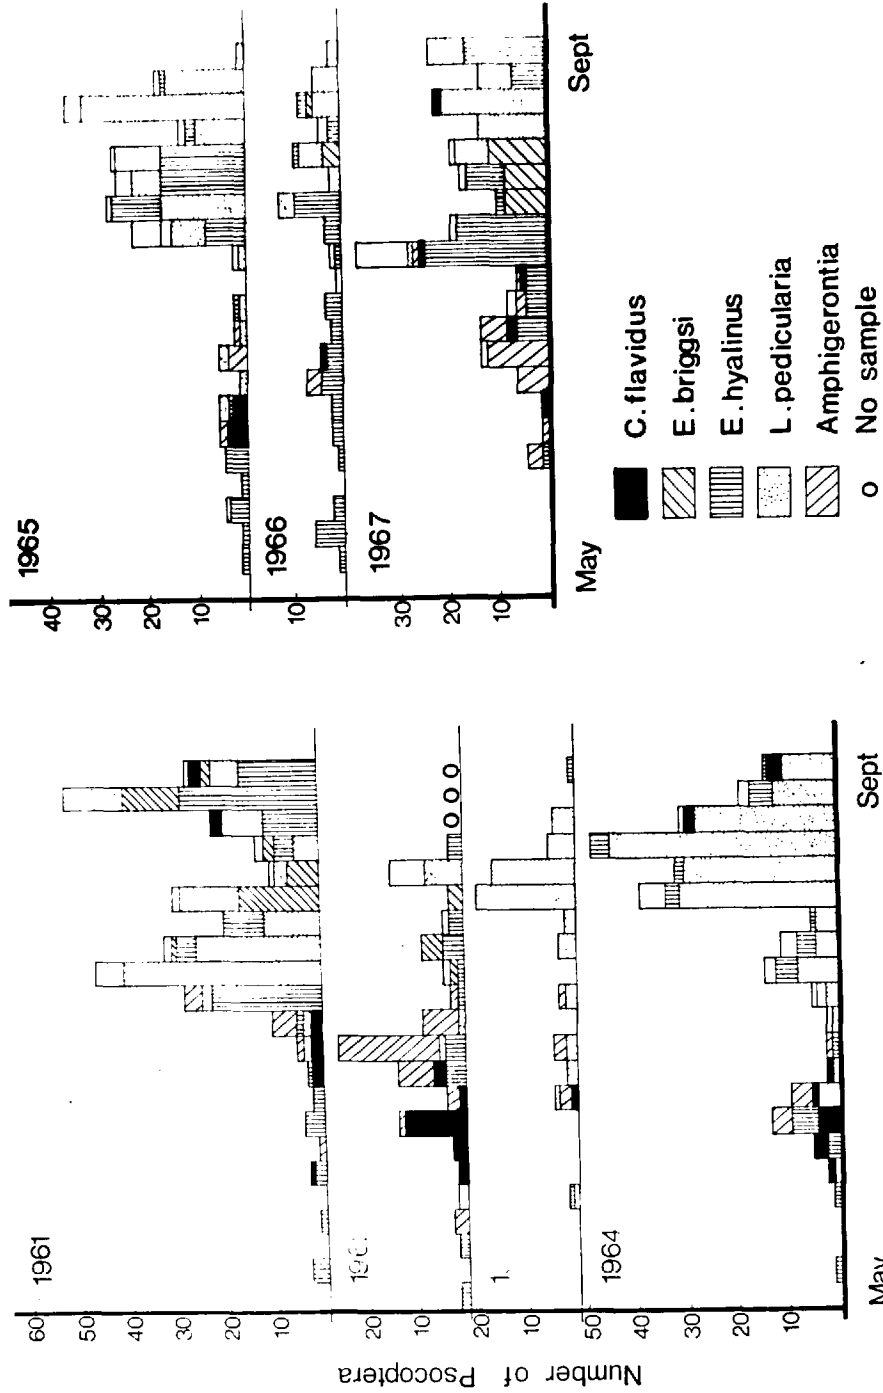 Number of Psocoptera
1961
60
50
40
30
20
10
20
10
20
10
1964
50
40
30
20
10
o o o
May
Sept
1965
40
30
20
10
1966
10
1967
30
20
10
May
Sept
C. flavidus
E. briggsi
E. hyalinus
L. pedicularia
Amphigerontia
o No sample